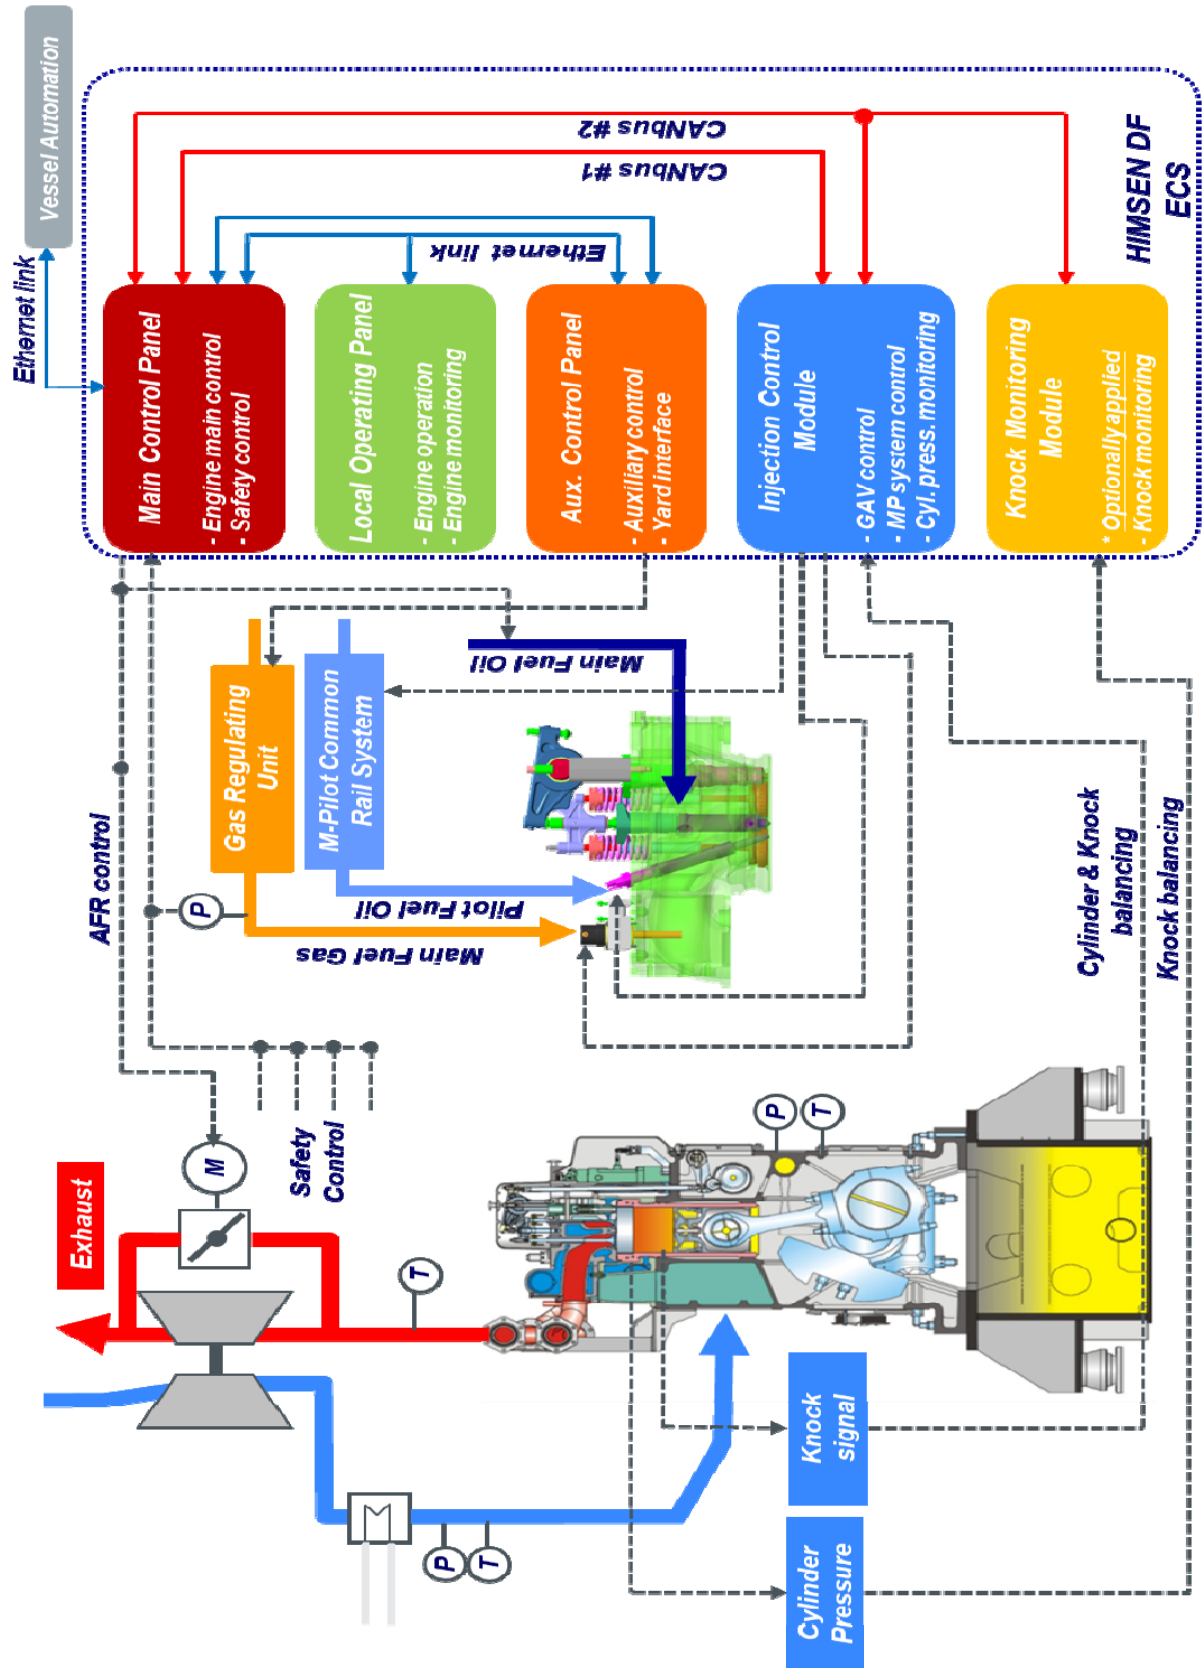 Vessel Automation
Ethernet link
HIMSEN DF
ECS
Main Control Panel
- Engine main control
- Safety control
Local Operating Panel
- Engine operation
- Engine monitoring
Aux. Control Panel
- Auxiliary control
- Yard interface
Injection Control
Module
- GAV control
- MP system control
- Cyl. press. monitoring
Knock Monitoring
Module
* Optionally applied
- Knock monitoring
Ethernet link
CANbus #1
CANbus #2
AFR control
Gas Regulating
Unit
M-Pilot Common
Rail System
P
Main Fuel Oil
Pilot Fuel Oil
Main Fuel Gas
Safety
Control
Exhaust
M
T
P
T
P
T
Cylinder & Knock
balancing
Knock balancing
Knock
signal
Cylinder
Pressure